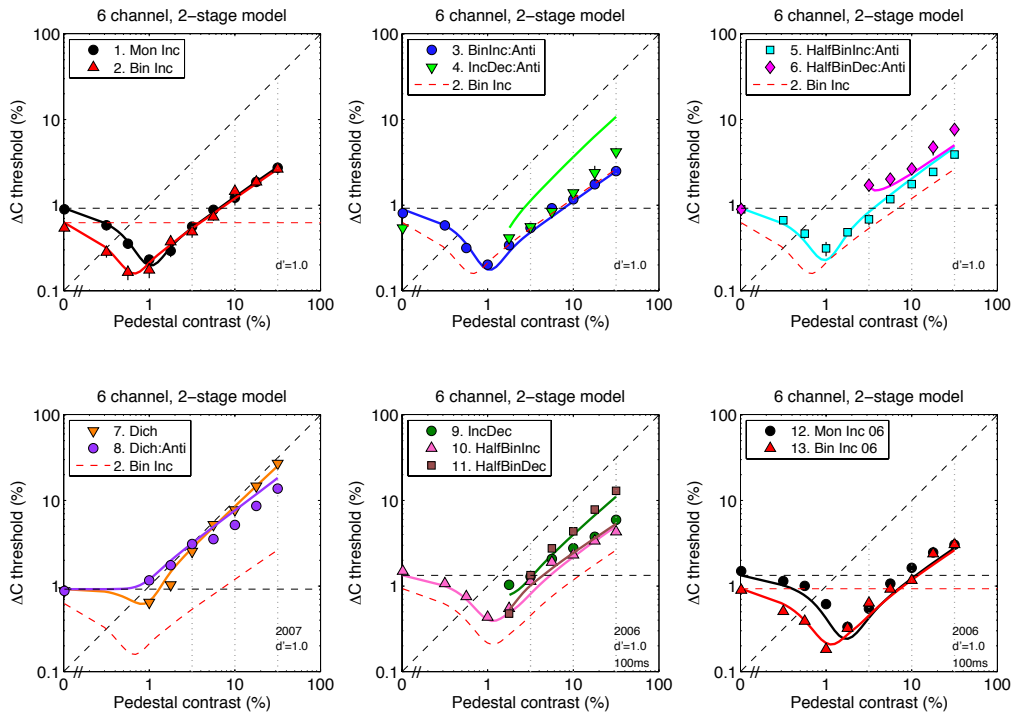 6 channel, 2−stage model
100
10
1
0.1
ΔC threshold (%)
1. Mon Inc
2. Bin Inc
d'=1.0
0
1
10
100
Pedestal contrast (%)
6 channel, 2−stage model
100
10
1
0.1
ΔC threshold (%)
3. BinInc:Anti
4. IncDec:Anti
2. Bin Inc
d'=1.0
0
1
10
100
Pedestal contrast (%)
6 channel, 2−stage model
100
10
1
0.1
ΔC threshold (%)
5. HalfBinInc:Anti
6. HalfBinDec:Anti
2. Bin Inc
d'=1.0
0
1
10
100
Pedestal contrast (%)
6 channel, 2−stage model
100
10
1
0.1
ΔC threshold (%)
7. Dich
8. Dich:Anti
2. Bin Inc
2007
d'=1.0
0
1
10
100
Pedestal contrast (%)
6 channel, 2−stage model
100
10
1
0.1
ΔC threshold (%)
9. IncDec
10. HalfBinInc
11. HalfBinDec
2006
d'=1.0
100ms
0
1
10
100
Pedestal contrast (%)
6 channel, 2−stage model
100
10
1
0.1
ΔC threshold (%)
12. Mon Inc 06
13. Bin Inc 06
2006
d'=1.0
100ms
0
1
10
100
Pedestal contrast (%)